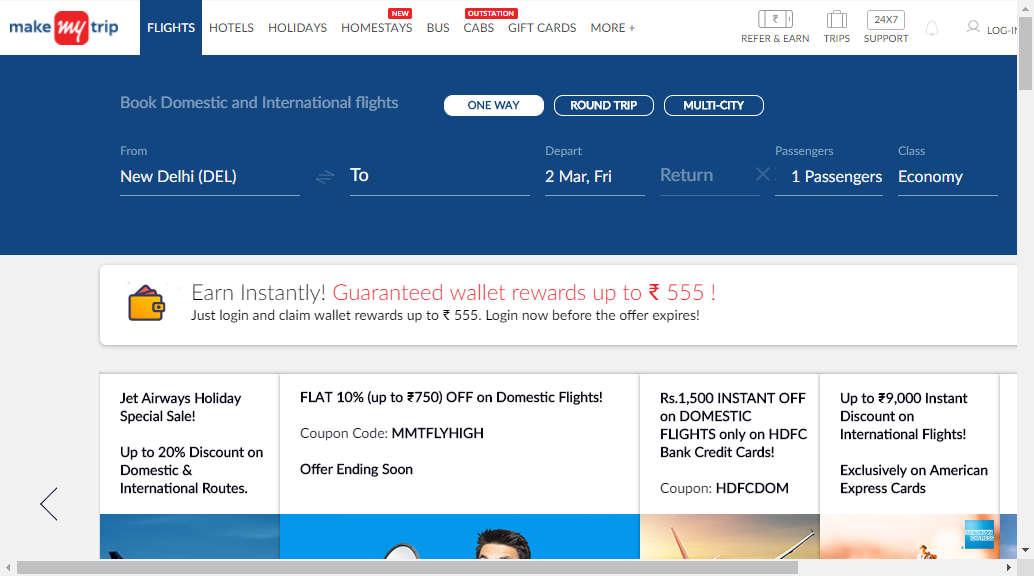 make my trip
FLIGHTS HOTELS HOLIDAYS HOMESTAYS NEW BUS CABS OUTSTATION GIFT CARDS MORE +
₹ REFER & EARN TRIPS 24X7 SUPPORT LOG-IN
Book Domestic and International flights ONE WAY ROUND TRIP MULTI-CITY
From Depart Passengers Class
New Delhi (DEL) To 2 Mar, Fri Return 1 Passengers Economy
Earn Instantly! Guaranteed wallet rewards up to ₹ 555 !
Just login and claim wallet rewards up to ₹ 555. Login now before the offer expires!
Jet Airways Holiday
Special Sale!
Up to 20% Discount on
Domestic &
International Routes.
FLAT 10% (up to ₹750) OFF on Domestic Flights!
Coupon Code: MMTFLYHIGH
Offer Ending Soon
Rs.1,500 INSTANT OFF
on DOMESTIC
FLIGHTS only on HDFC
Bank Credit Cards!
Coupon: HDFCDOM
Up to ₹9,000 Instant
Discount on
International Flights!
Exclusively on American
Express Cards
AMERICAN
EXPRESS